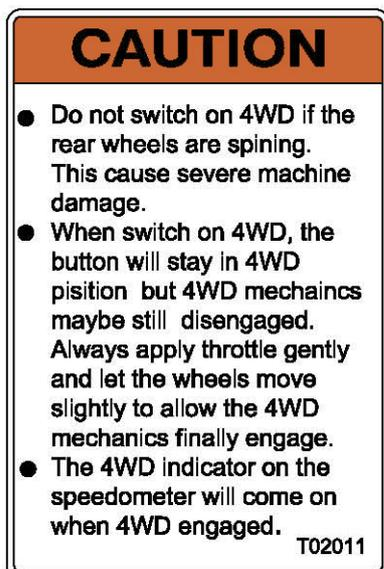 CAUTION
● Do not switch on 4WD if the
rear wheels are spining.
This cause severe machine
damage.
● When switch on 4WD, the
button will stay in 4WD
pisition but 4WD mechaincs
maybe still disengaged.
Always apply throttle gently
and let the wheels move
slightly to allow the 4WD
mechanics finally engage.
● The 4WD indicator on the
speedometer will come on
when 4WD engaged.
T02011